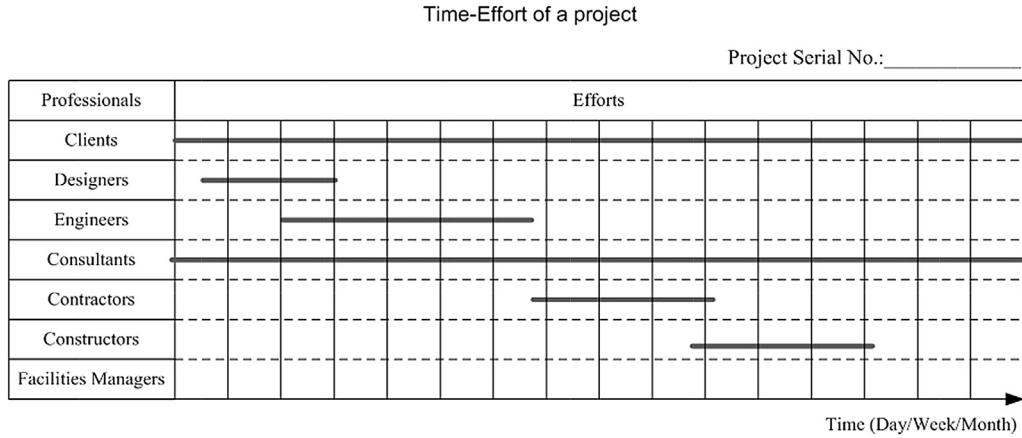 Time-Effort of a project
Project Serial No.:_____________
Professionals
Efforts
Clients
Designers
Engineers
Consultants
Contractors
Constructors
Facilities Managers
Time (Day/Week/Month)